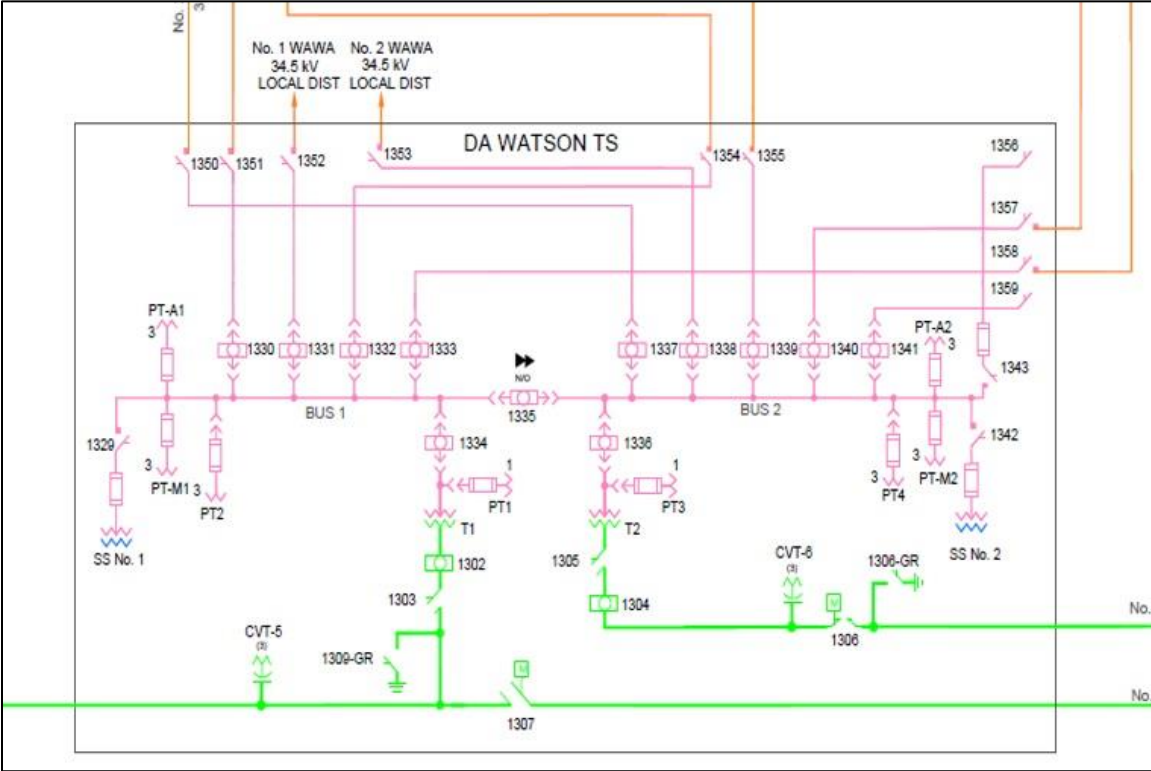 No.
3
No. 1 WAWA
34.5 kV
LOCAL DIST
No. 2 WAWA
34.5 kV
LOCAL DIST
DA WATSON TS
1350
1351
1352
1353
1354
1355
1356
1357
1358
1359
PT-A1
3
1330
1331
1332
1333
N/O
1335
1337
1338
1339
1340
1341
PT-A2
3
1343
BUS 1
BUS 2
1329
1334
1336
1342
3
PT-M1
3
PT2
1
PT1
1
PT3
3
PT4
3
PT-M2
T1
T2
SS No. 1
SS No. 2
1302
1305
1303
1304
CVT-6
(3)
1306-GR
M
1306
No.
CVT-5
(3)
1309-GR
M
1307
No.